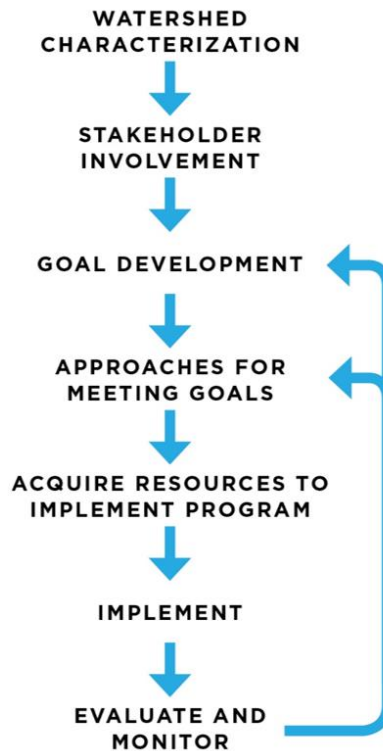 WATERSHED
CHARACTERIZATION
STAKEHOLDER
INVOLVEMENT
GOAL DEVELOPMENT
APPROACHES FOR
MEETING GOALS
ACQUIRE RESOURCES TO
IMPLEMENT PROGRAM
IMPLEMENT
EVALUATE AND
MONITOR